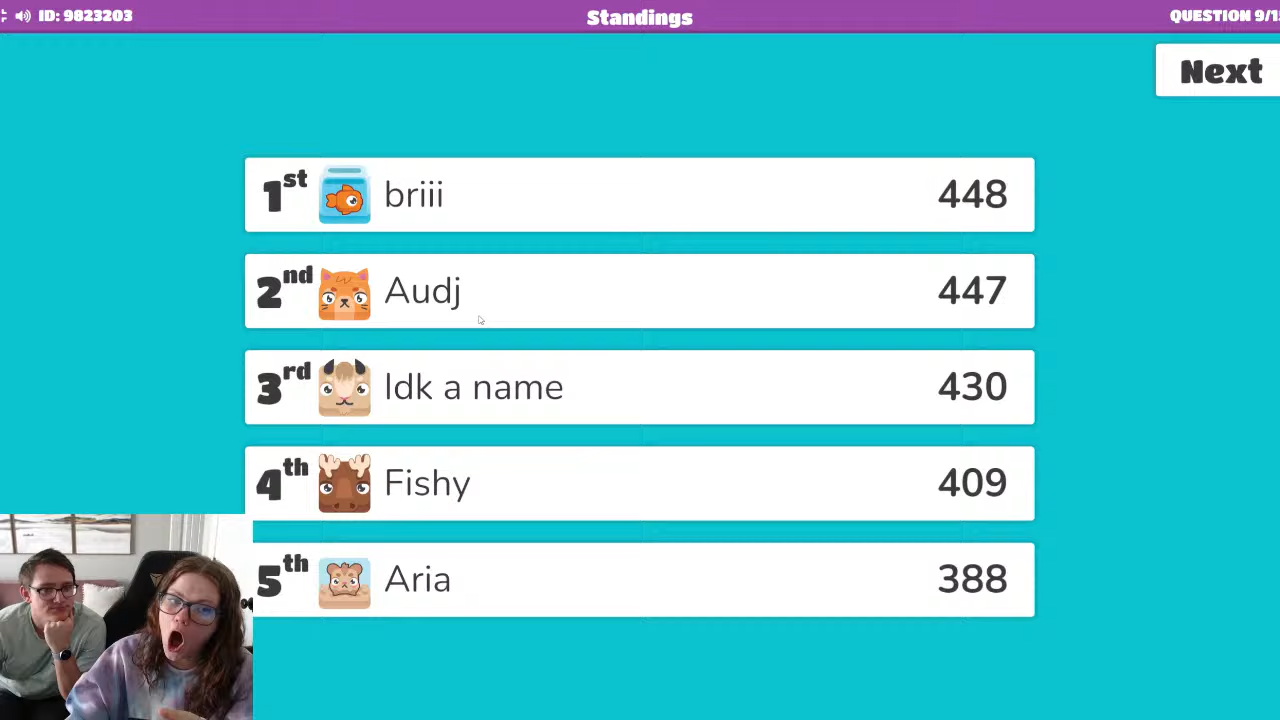 ID: 9823203
Standings
QUESTION 9/1
Next
1st briii 448
2nd Audj 447
3rd Idk a name 430
4th Fishy 409
5th Aria 388